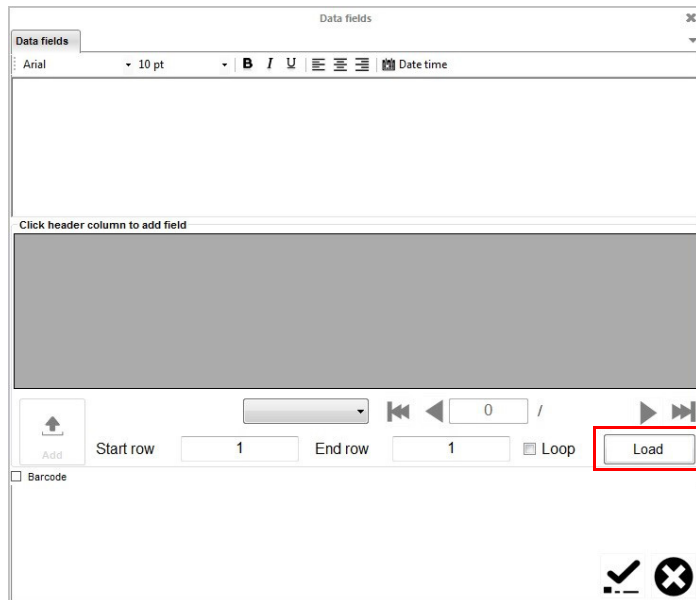 Data fields
Data fields
Arial 10 pt B I U Date time
Click header column to add field
0 /
Add Start row 1 End row 1 Loop Load
Barcode